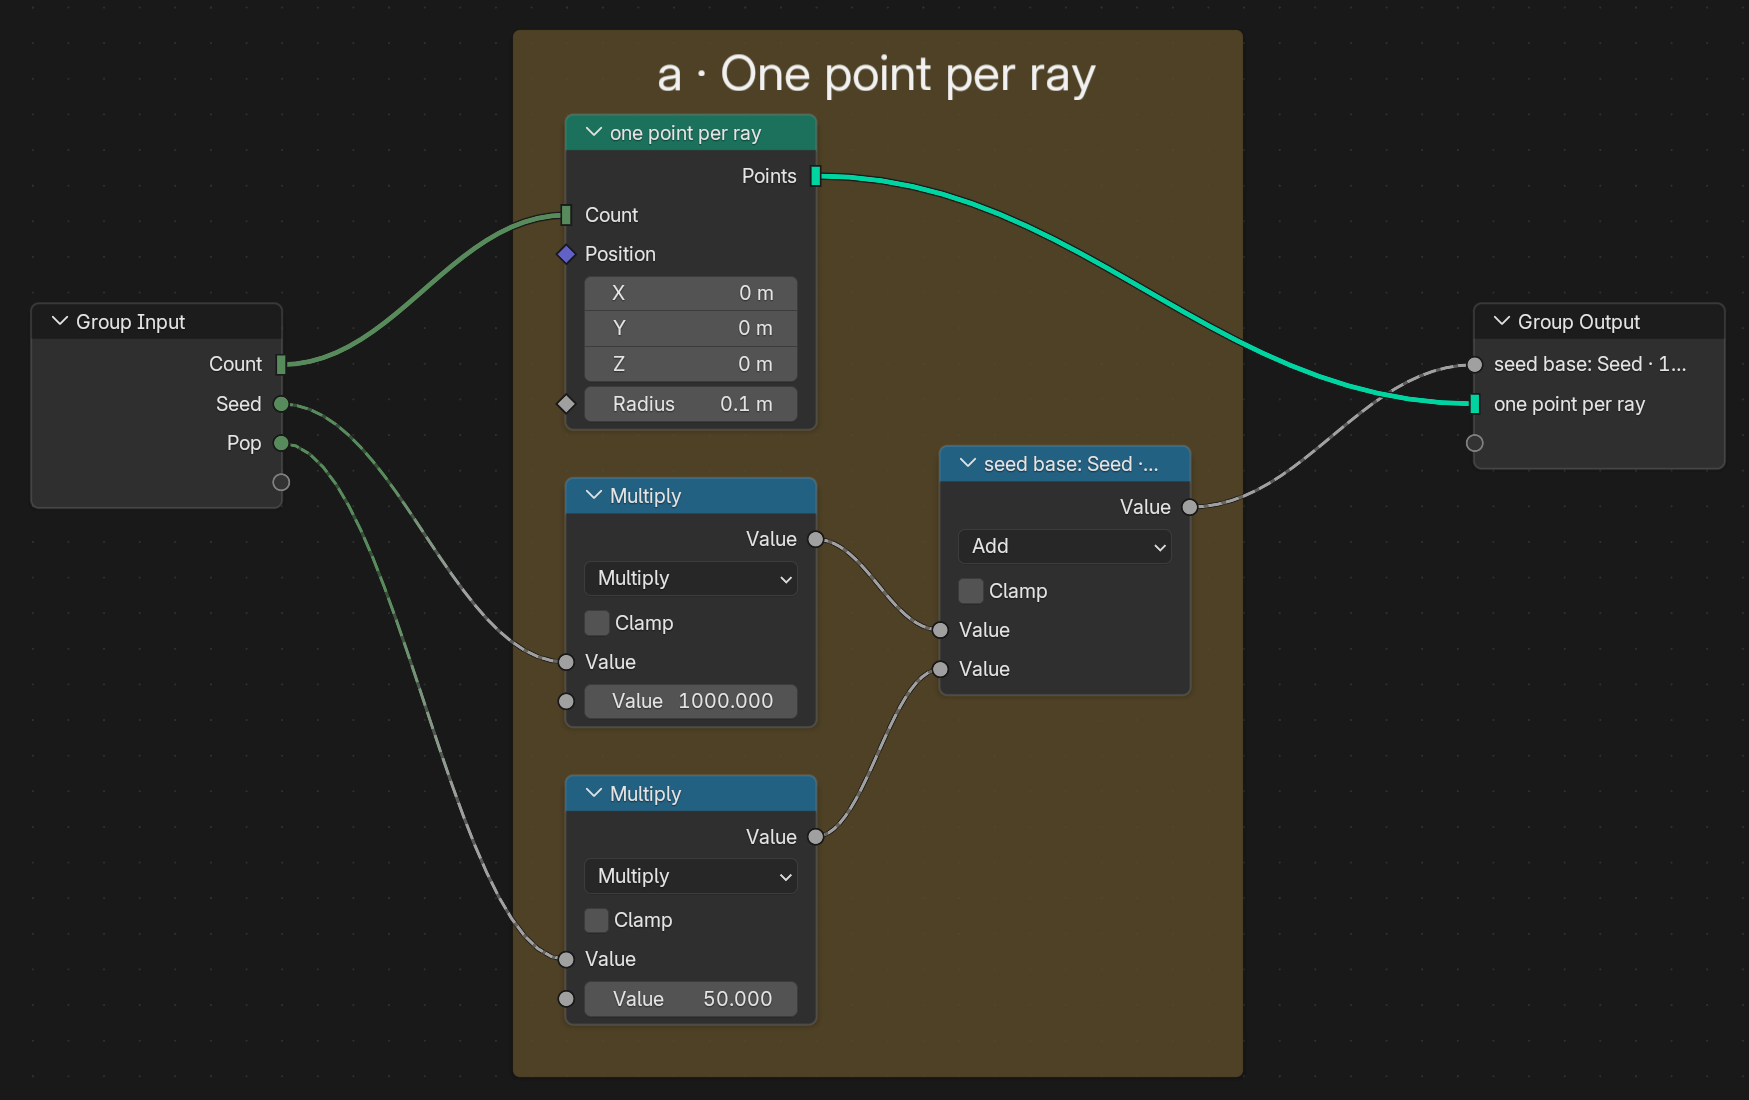 a · One point per ray
one point per ray
Points
Count
Position
X 0 m
Y 0 m
Z 0 m
Radius 0.1 m
Group Input
Count
Seed
Pop
Multiply
Value
Multiply
Clamp
Value
Value 1000.000
Multiply
Value
Multiply
Clamp
Value
Value 50.000
seed base: Seed ·...
Value
Add
Clamp
Value
Value
Group Output
seed base: Seed · 1...
one point per ray